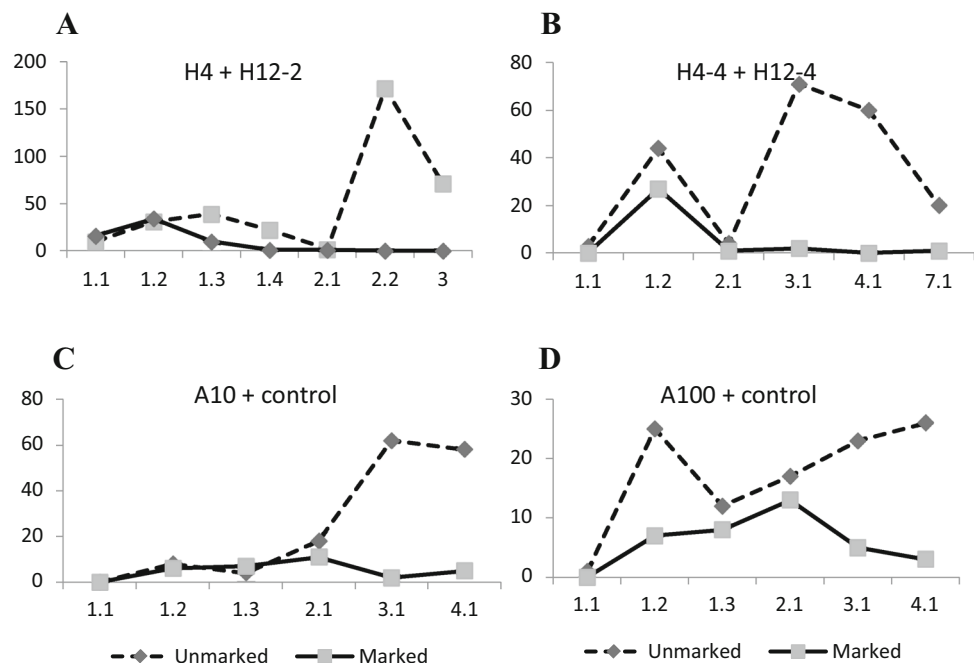 A
H4 + H12-2
200
150
100
50
0
1.1 1.2 1.3 1.4 2.1 2.2 3
B
H4-4 + H12-4
80
60
40
20
0
1.1 1.2 2.1 3.1 4.1 7.1
C
A10 + control
80
60
40
20
0
1.1 1.2 1.3 2.1 3.1 4.1
Unmarked Marked
D
A100 + control
30
20
10
0
1.1 1.2 1.3 2.1 3.1 4.1
Unmarked Marked